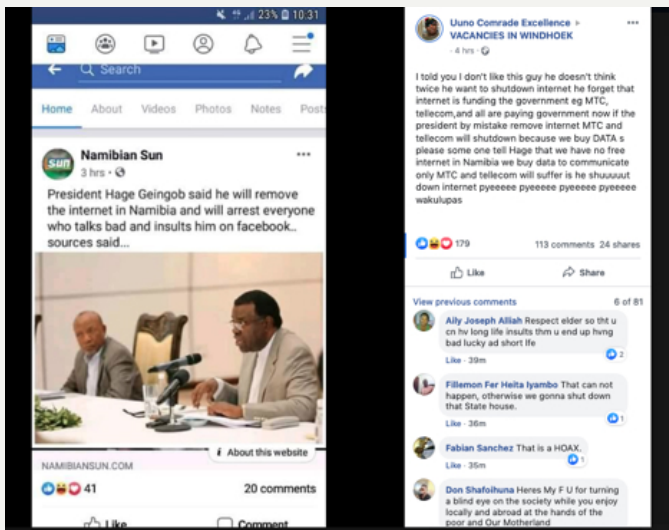 23% 10:31
Search
Home About Videos Photos Notes Posts
Sun
Namibian Sun
3 hrs ·
President Hage Geingob said he will remove
the internet in Namibia and will arrest everyone
who talks bad and insults him on facebook..
sources said...
i About this website
NAMIBIANSUN.COM
41 20 comments
Like Comment
Uuno Comrade Excellence ▸
VACANCIES IN WINDHOEK
· 4 hrs ·
I told you I don't like this guy he doesn't think
twice he want to shutdown internet he forget that
internet is funding the government eg MTC,
tellecom,and all are paying government now if the
president by mistake remove internet MTC and
tellecom will shutdown because we buy DATA s
please some one tell Hage that we have no free
internet in Namibia we buy data to communicate
only MTC and tellecom will suffer is he shuuuuut
down internet pyeeeee pyeeeee pyeeeee pyeeeee
wakulupas
179 113 comments 24 shares
Like Share
View previous comments 6 of 81
Aily Joseph Alliah Respect elder so tht u
cn hv long life insults thm u end up hvng
bad lucky ad short lfe
Like · 39m 2
Fillemon Fer Heita Iyambo That can not
happen, otherwise we gonna shut down
that State house.
Like · 36m 1
Fabian Sanchez That is a HOAX.
Like · 35m 1
Don Shafoihuna Heres My F U for turning
a blind eye on the society while you enjoy
locally and abroad at the hands of the
poor and Our Motherland